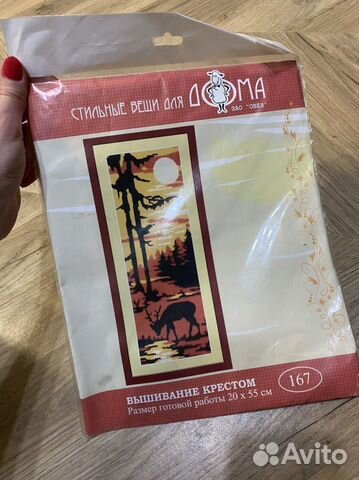 СТИЛЬНЫЕ ВЕЩИ ДЛЯ ДОМА
ЗАО "ОВЕН"
ВЫШИВАНИЕ КРЕСТОМ
Размер готовой работы 20 х 55 см
167
Avito